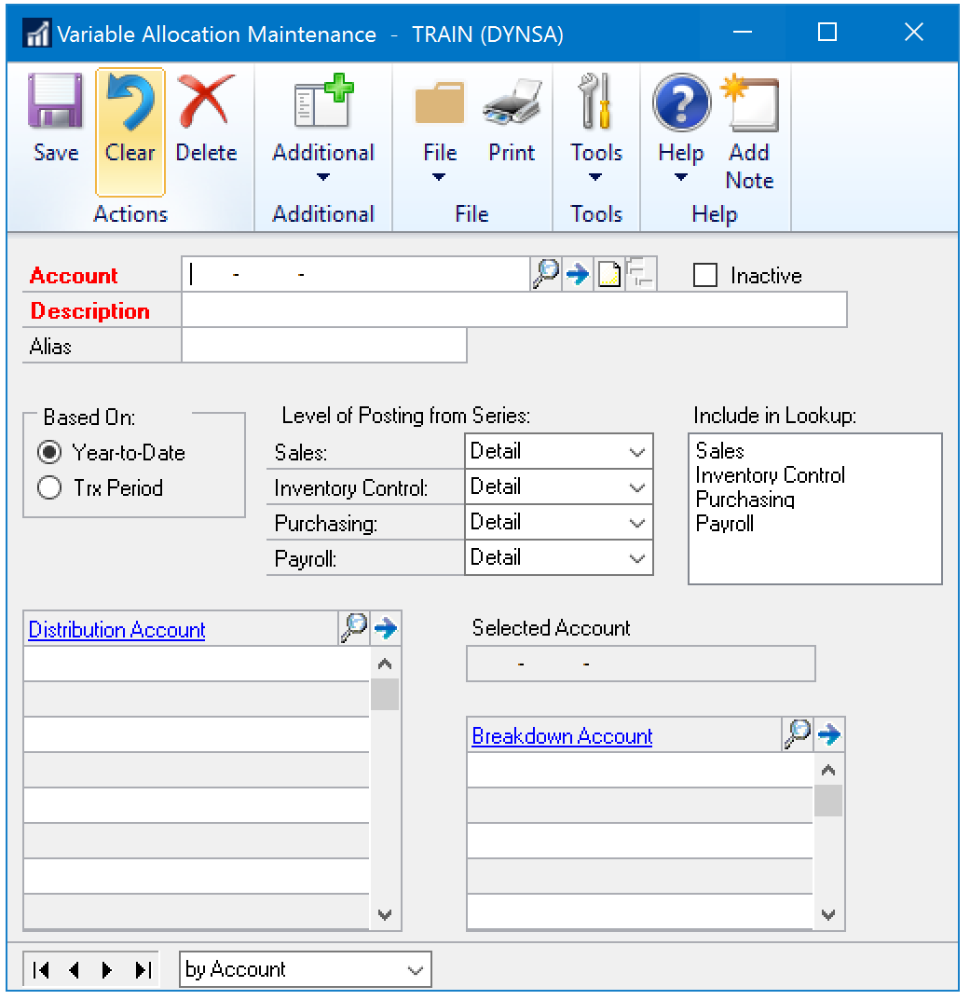 Variable Allocation Maintenance - TRAIN (DYNSA)
Save Clear Delete Additional File Print Tools Help Add Note
Actions Additional File Tools Help
Account - -
Inactive
Description
Alias
Based On:
Year-to-Date
Trx Period
Level of Posting from Series:
Sales: Detail
Inventory Control: Detail
Purchasing: Detail
Payroll: Detail
Include in Lookup:
Sales
Inventory Control
Purchasing
Payroll
Distribution Account
Selected Account
- -
Breakdown Account
by Account